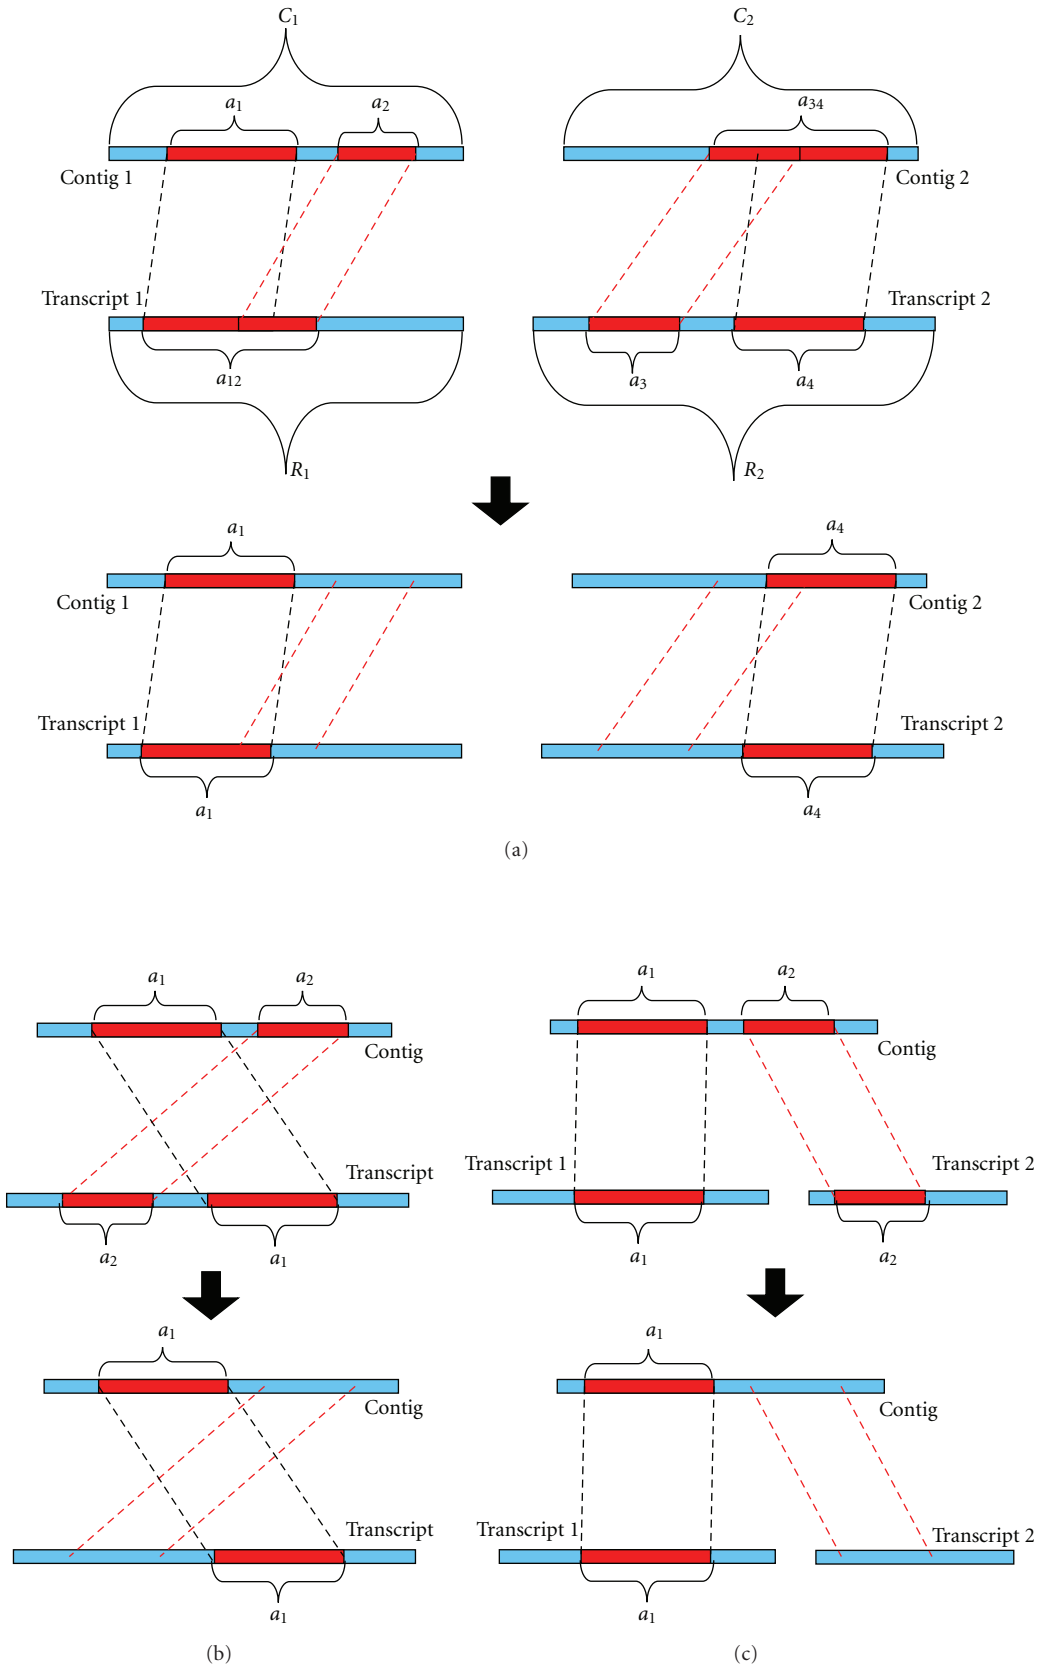 C1 C2
a1 a2 a34
Contig 1 Contig 2
Transcript 1 Transcript 2
a12 a3 a4
R1 R2
a1 a4
Contig 1 Contig 2
Transcript 1 Transcript 2
a1 a4
(a)
a1 a2
Contig
Transcript
a2 a1
a1
Contig
Transcript
a1
(b)
a1 a2
Contig
Transcript 1 Transcript 2
a1 a2
a1
Contig
Transcript 1 Transcript 2
a1
(c)